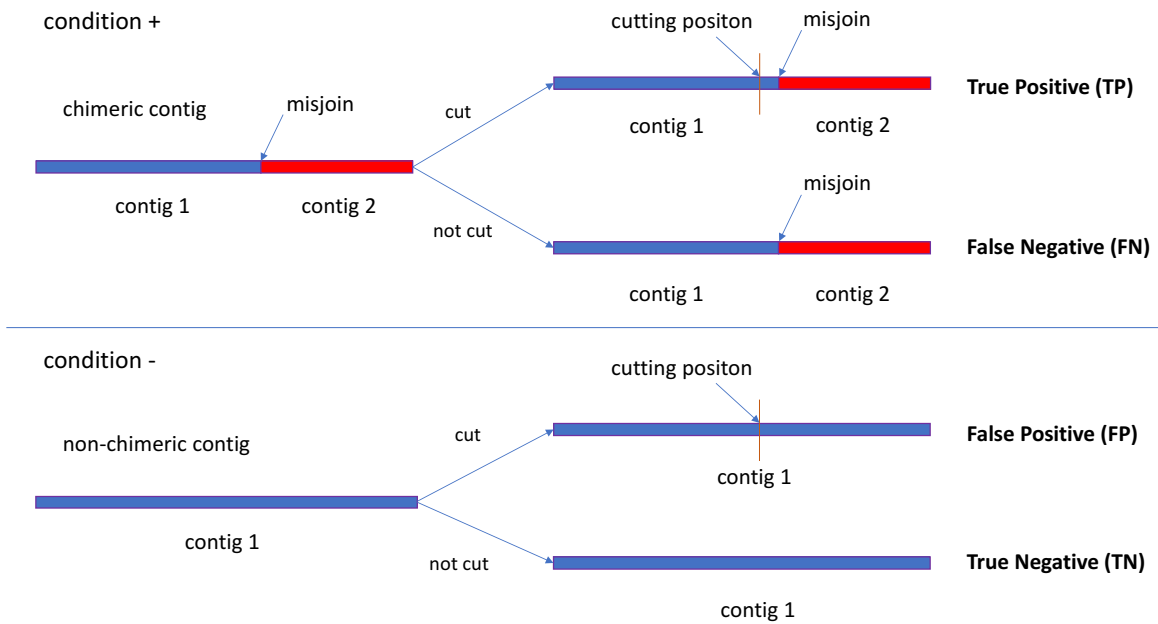 condition +
cutting positon
misjoin
chimeric contig
misjoin
cut
True Positive (TP)
contig 1
contig 2
contig 1
contig 2
misjoin
not cut
False Negative (FN)
contig 1
contig 2
condition -
cutting positon
non-chimeric contig
cut
False Positive (FP)
contig 1
contig 1
not cut
True Negative (TN)
contig 1